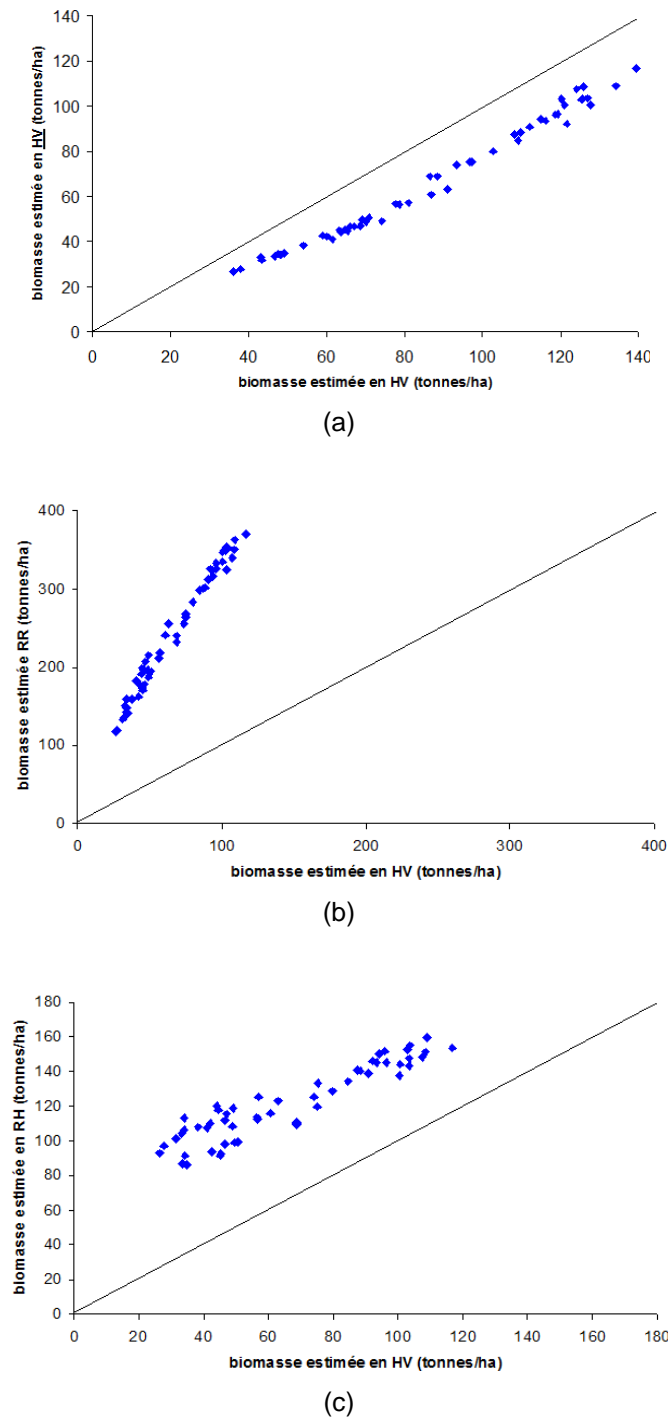 140
120
100
80
60
40
20
0
biomasse estimée en HV (tonnes/ha)
0 20 40 60 80 100 120 140
biomasse estimée en HV (tonnes/ha)
(a)
400
300
200
100
0
biomasse estimée RR (tonnes/ha)
0 100 200 300 400
biomasse estimée en HV (tonnes/ha)
(b)
180
160
140
120
100
80
60
40
20
0
biomasse estimée en RH (tonnes/ha)
0 20 40 60 80 100 120 140 160 180
biomasse estimée en HV (tonnes/ha)
(c)